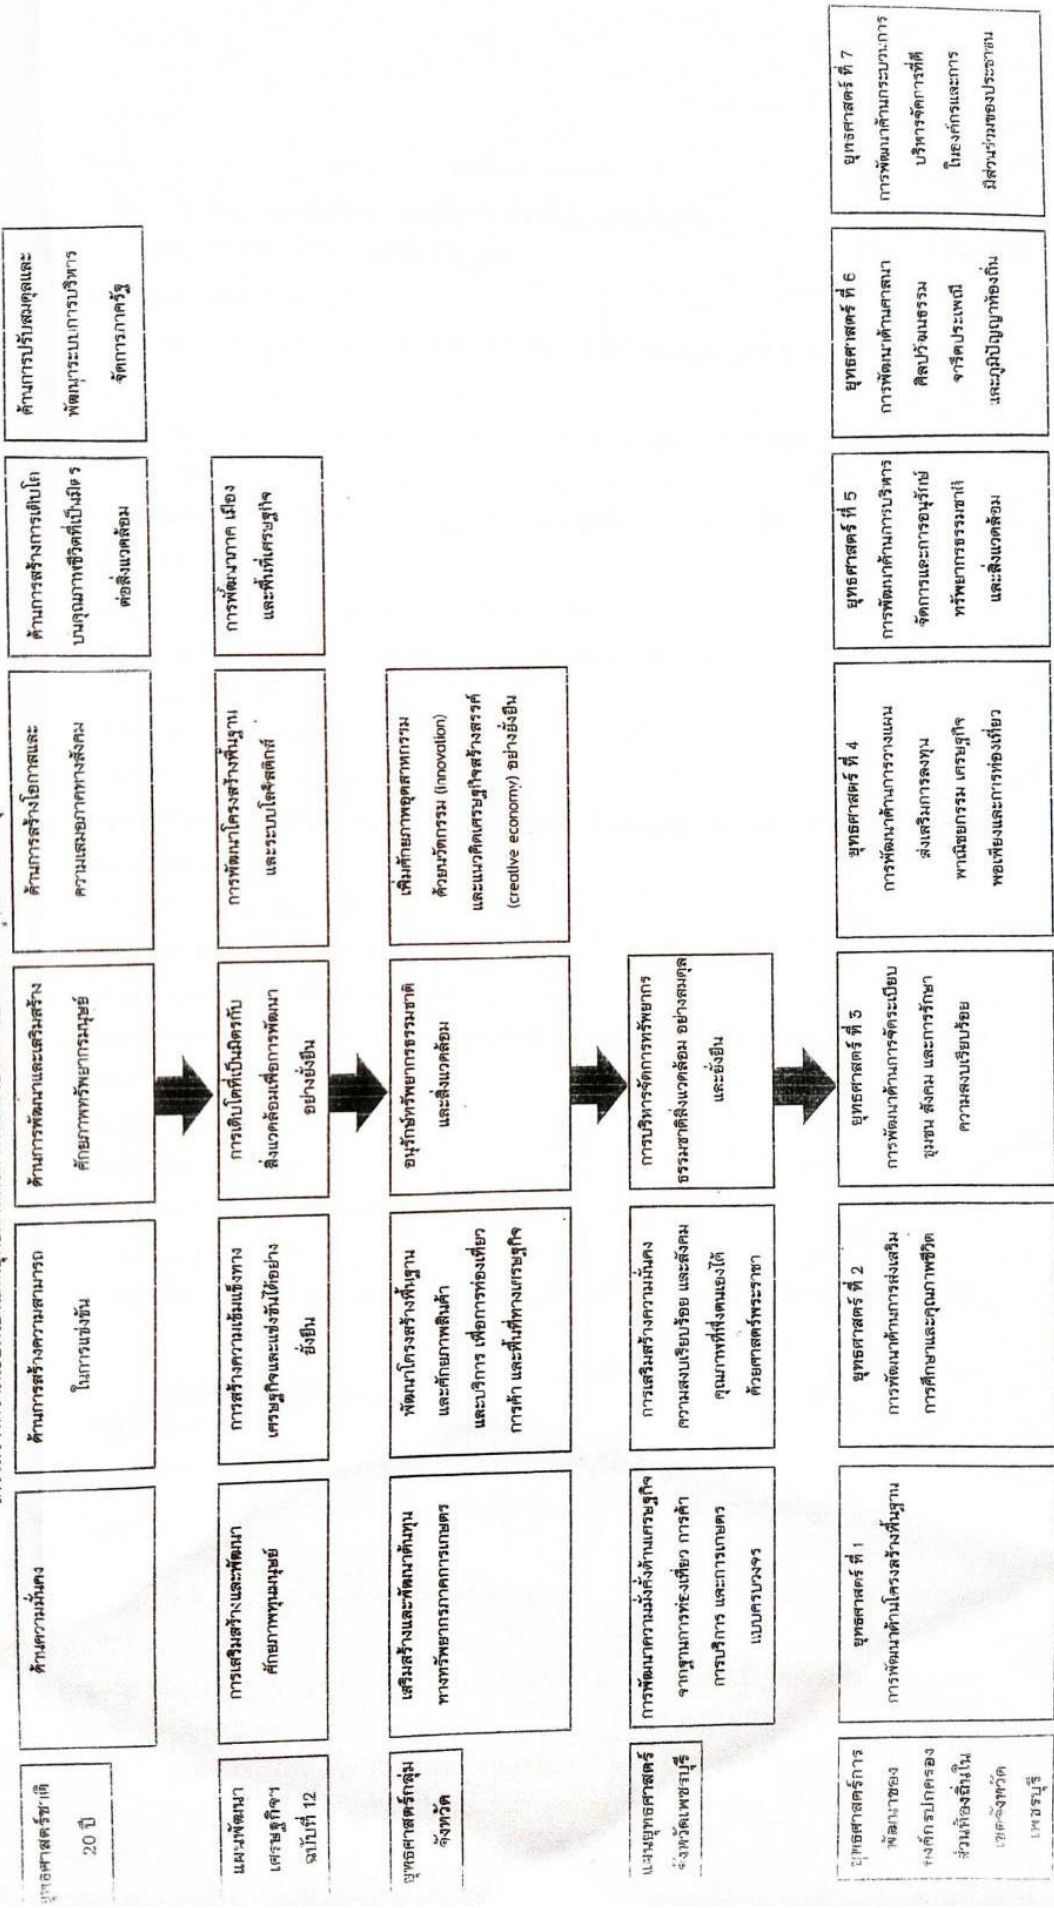 ยุทธศาสตร์ชาติ
20 ปี
ด้านความมั่นคง
ด้านการสร้างความสามารถ
ในการแข่งขัน
ด้านการพัฒนาและเสริมสร้าง
ศักยภาพทรัพยากรมนุษย์
ด้านการสร้างโอกาสและ
ความเสมอภาคทางสังคม
ด้านการสร้างการเติบโต
บนคุณภาพชีวิตที่เป็นมิตร
ต่อสิ่งแวดล้อม
ด้านการปรับสมดุลและ
พัฒนาระบบการบริหาร
จัดการภาครัฐ
แผนพัฒนา
เศรษฐกิจฯ
ฉบับที่ 12
การเสริมสร้างและพัฒนา
ศักยภาพทุนมนุษย์
การสร้างความเข้มแข็งทาง
เศรษฐกิจและแข่งขันได้อย่าง
ยั่งยืน
การเติบโตที่เป็นมิตรกับ
สิ่งแวดล้อมเพื่อการพัฒนา
อย่างยั่งยืน
การพัฒนาโครงสร้างพื้นฐาน
และระบบโลจิสติกส์
การพัฒนาภาค เมือง
และพื้นที่เศรษฐกิจ
ยุทธศาสตร์กลุ่ม
จังหวัด
เสริมสร้างและพัฒนาต้นทุน
ทางทรัพยากรภาคการเกษตร
พัฒนาโครงสร้างพื้นฐาน
และศักยภาพสินค้า
และบริการ เพื่อการท่องเที่ยว
การค้า และพื้นที่ทางเศรษฐกิจ
อนุรักษ์ทรัพยากรธรรมชาติ
และสิ่งแวดล้อม
เพิ่มศักยภาพอุตสาหกรรม
ด้วยนวัตกรรม (innovation)
และแนวคิดเศรษฐกิจสร้างสรรค์
(creative economy) อย่างยั่งยืน
แผนยุทธศาสตร์
จังหวัดเพชรบุรี
การพัฒนาความมั่งคั่งด้านเศรษฐกิจ
จากฐานการท่องเที่ยว การค้า
การบริการ และการเกษตร
แบบครบวงจร
การเสริมสร้างความมั่นคง
ความสงบเรียบร้อย และสังคม
คุณภาพที่พึ่งตนเองได้
ด้วยศาสตร์พระราชา
การบริหารจัดการทรัพยากร
ธรรมชาติสิ่งแวดล้อม อย่างสมดุล
และยั่งยืน
ยุทธศาสตร์การ
พัฒนาของ
องค์กรปกครอง
ส่วนท้องถิ่นใน
เขตจังหวัด
เพชรบุรี
ยุทธศาสตร์ ที่ 1
การพัฒนาด้านโครงสร้างพื้นฐาน
ยุทธศาสตร์ ที่ 2
การพัฒนาด้านการส่งเสริม
การศึกษาและคุณภาพชีวิต
ยุทธศาสตร์ ที่ 3
การพัฒนาด้านการจัดระเบียบ
ชุมชน สังคม และการรักษา
ความสงบเรียบร้อย
ยุทธศาสตร์ ที่ 4
การพัฒนาด้านการวางแผน
ส่งเสริมการลงทุน
พาณิชยกรรม เศรษฐกิจ
พอเพียงและการท่องเที่ยว
ยุทธศาสตร์ ที่ 5
การพัฒนาด้านการบริหาร
จัดการและการอนุรักษ์
ทรัพยากรธรรมชาติ
และสิ่งแวดล้อม
ยุทธศาสตร์ ที่ 6
การพัฒนาด้านศาสนา
ศิลปวัฒนธรรม
จารีตประเพณี
และภูมิปัญญาท้องถิ่น
ยุทธศาสตร์ ที่ 7
การพัฒนาด้านกระบวนการ
บริหารจัดการที่ดี
ในองค์กรและการ
มีส่วนร่วมของประชาชน